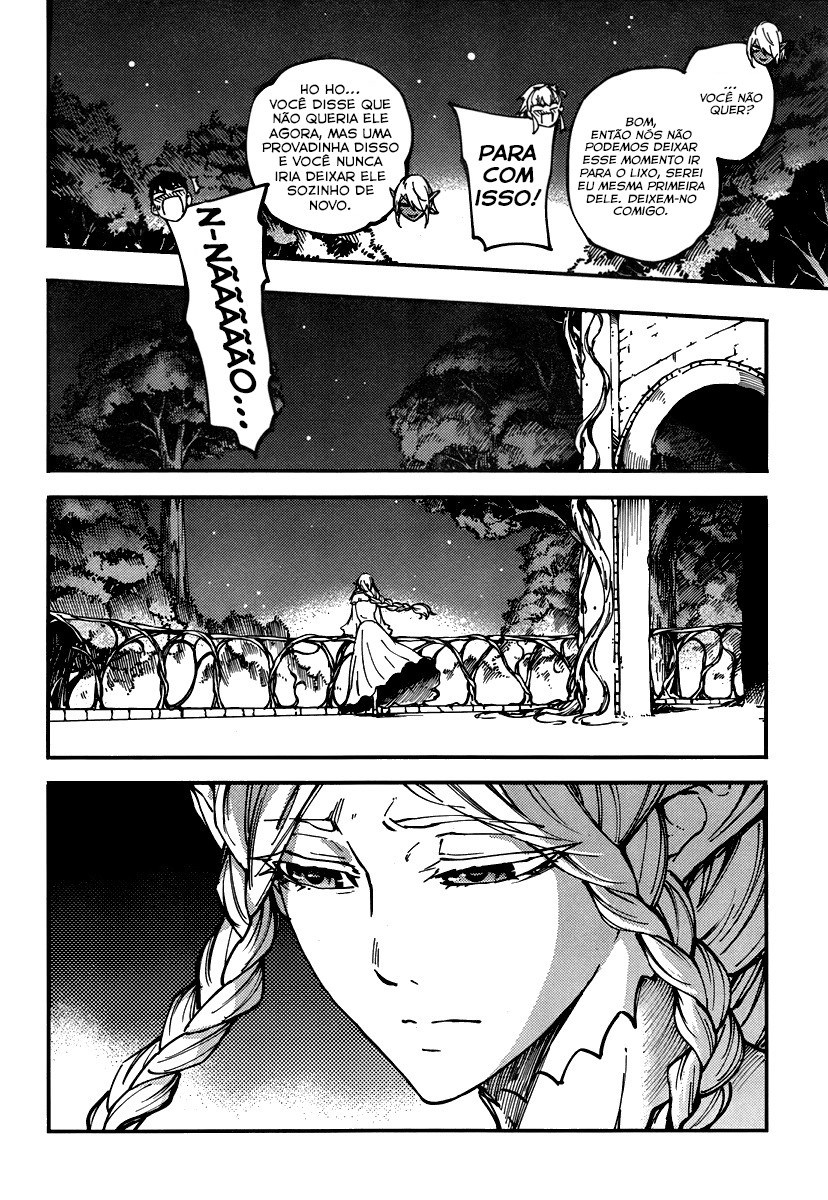 ...
VOCÊ NÃO
QUER?
BOM,
ENTÃO NÓS NÃO
PODEMOS DEIXAR
ESSE MOMENTO IR
PARA O LIXO, SEREI
EU MESMA PRIMEIRA
DELE. DEIXEM-NO
COMIGO.
PARA
COM
ISSO!
HO HO...
VOCÊ DISSE QUE
NÃO QUERIA ELE
AGORA, MAS UMA
PROVADINHA DISSO
E VOCÊ NUNCA
IRIA DEIXAR ELE
SOZINHO DE
NOVO.
!
N-NÃÃÃÃÃO...